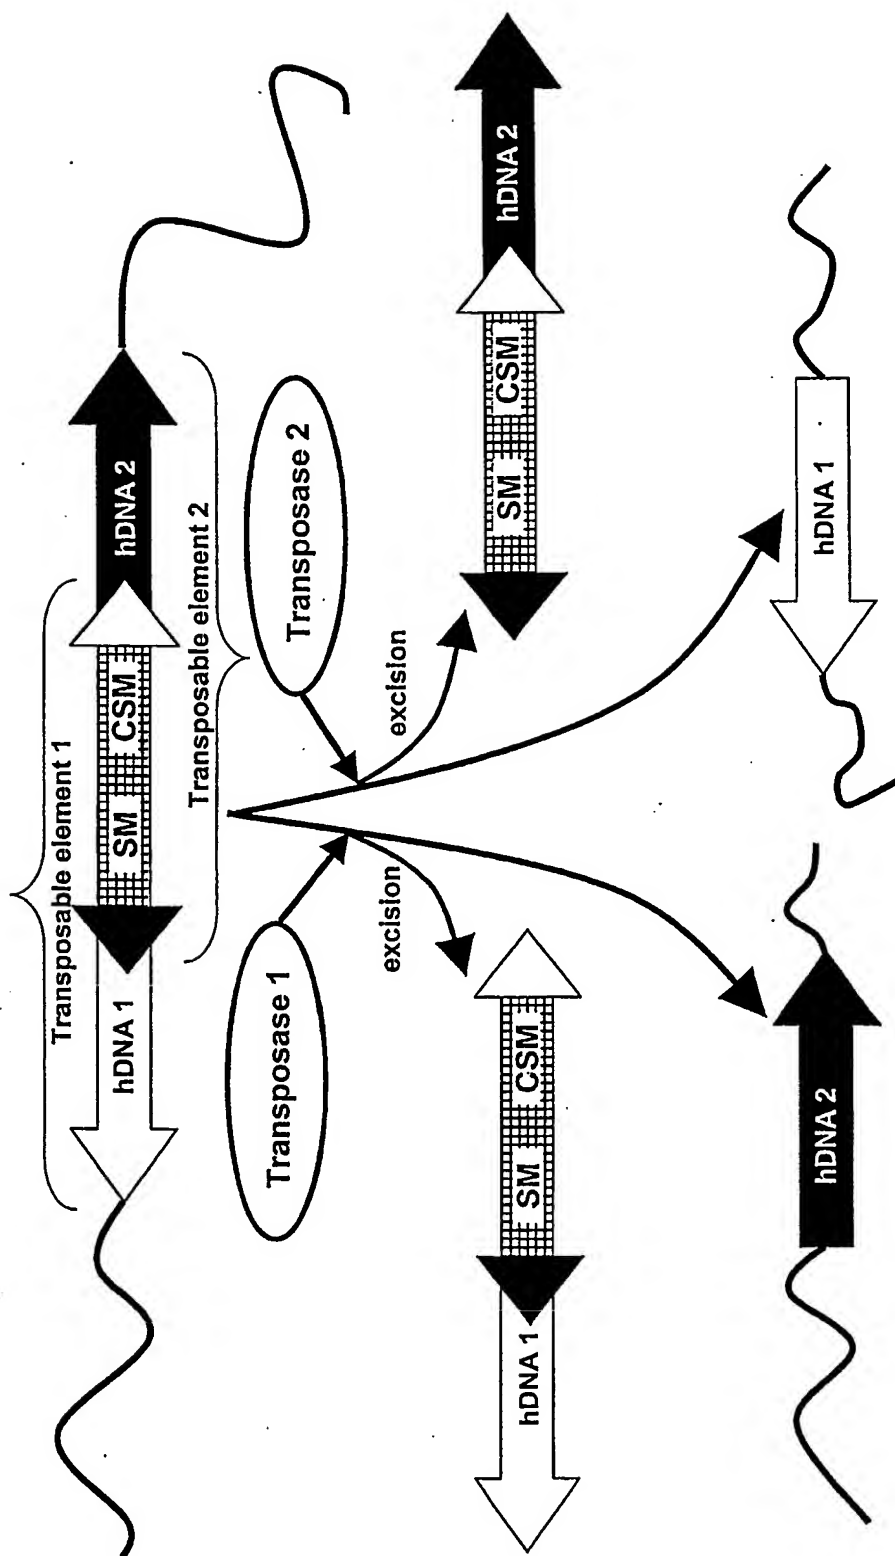 Transposable element 1
hDNA 1 SM CSM hDNA 2
Transposable element 2
Transposase 1 Transposase 2
excision excision
hDNA 1 SM CSM SM CSM hDNA 2
hDNA 2 hDNA 1